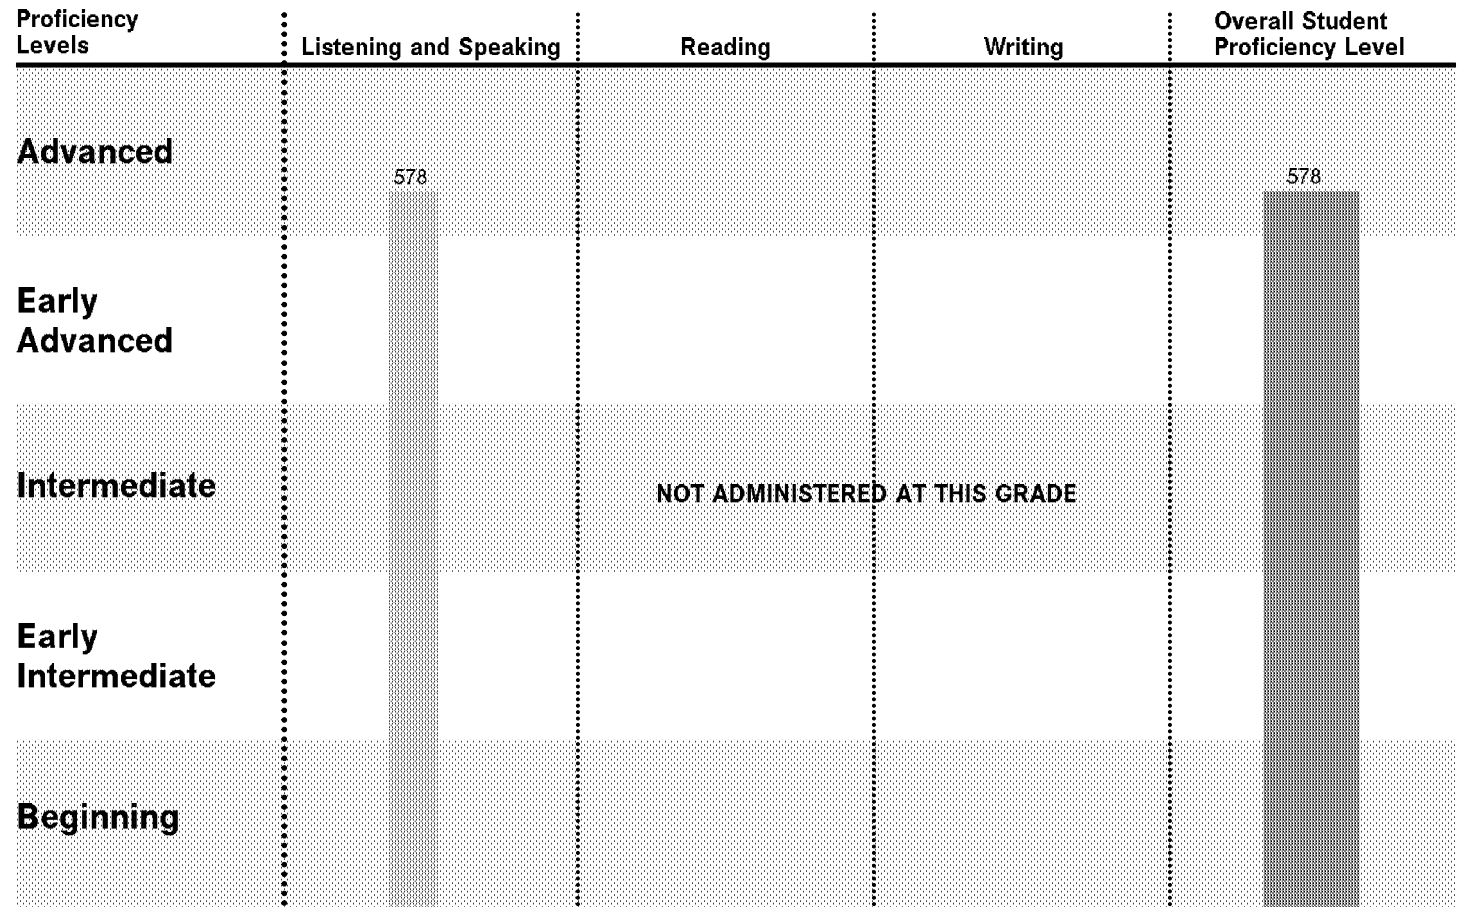 Proficiency
Levels
Listening and Speaking
Reading
Writing
Overall Student
Proficiency Level
Advanced
578
578
Early
Advanced
Intermediate
NOT ADMINISTERED AT THIS GRADE
Early
Intermediate
Beginning